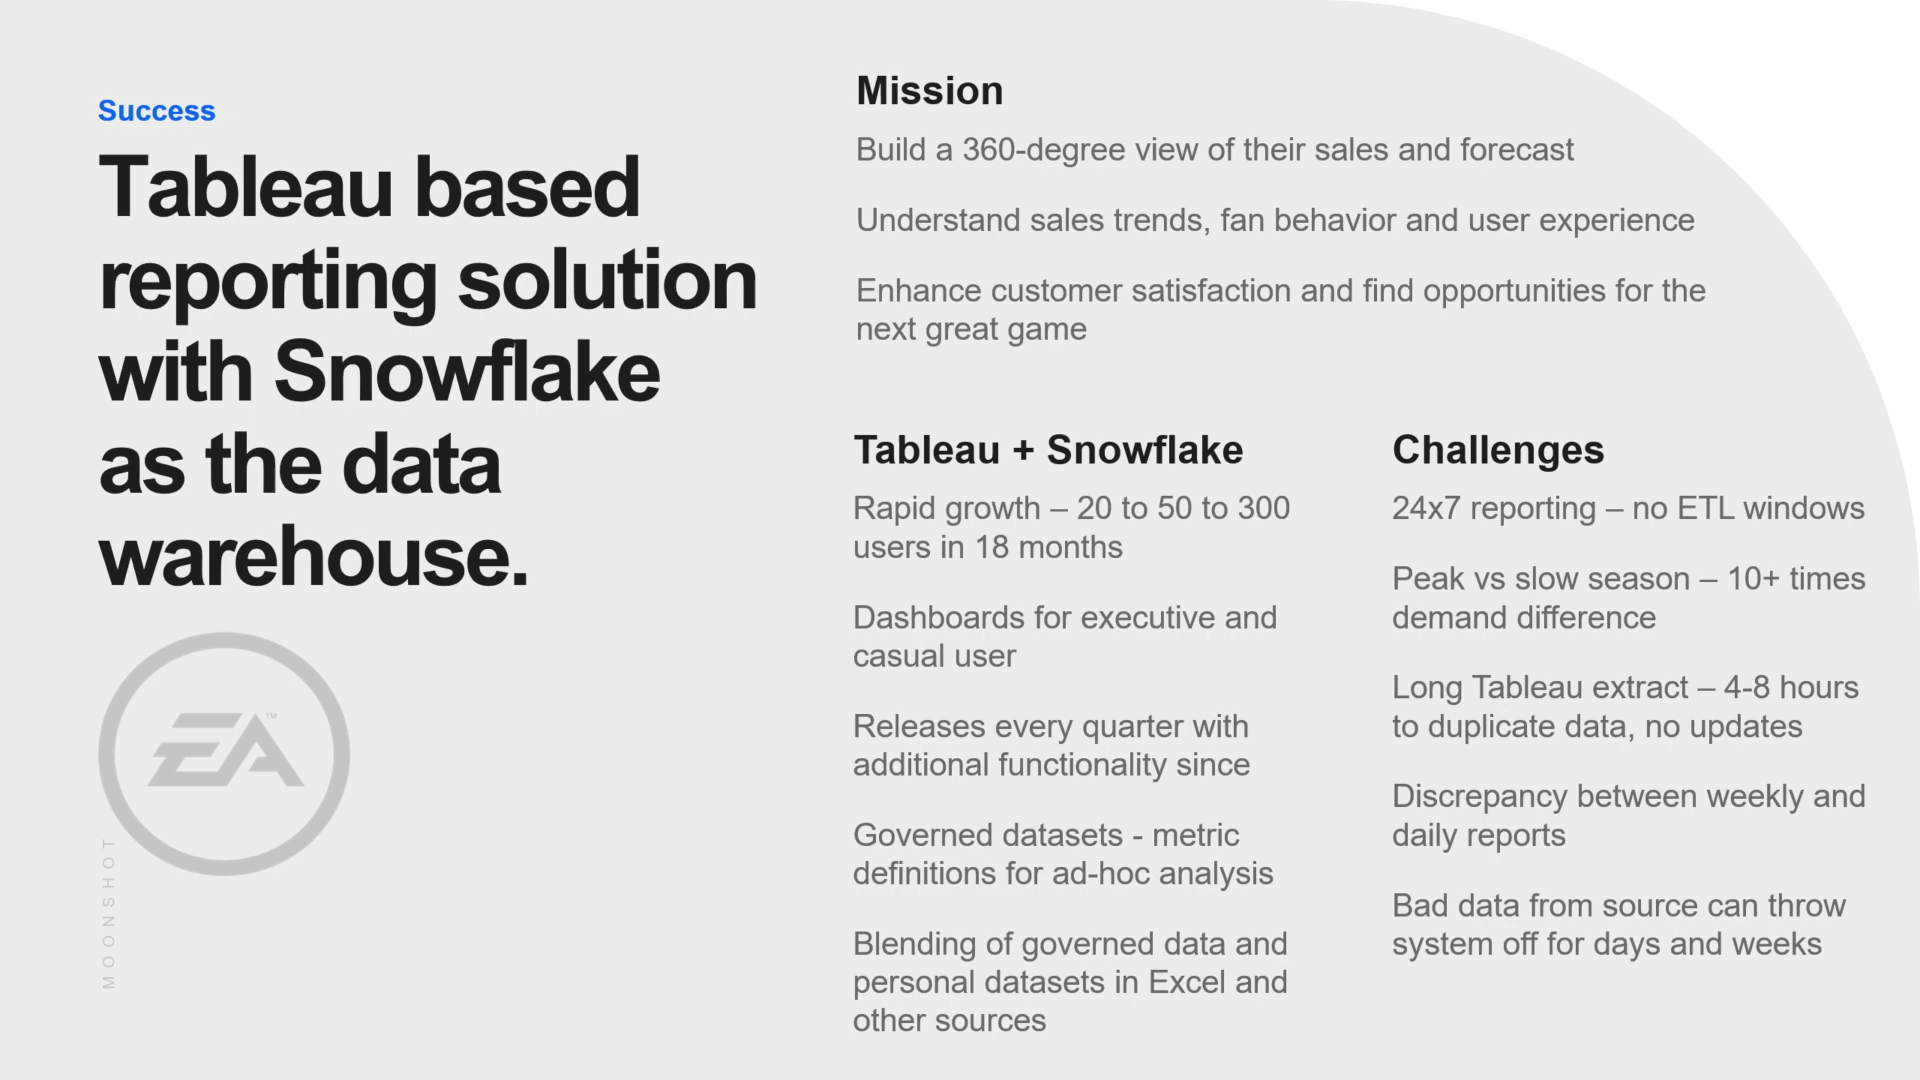 Success
Tableau based
reporting solution
with Snowflake
as the data
warehouse.
EA
™
MOONSHOT
Mission
Build a 360-degree view of their sales and forecast
Understand sales trends, fan behavior and user experience
Enhance customer satisfaction and find opportunities for the
next great game
Tableau + Snowflake
Rapid growth – 20 to 50 to 300
users in 18 months
Dashboards for executive and
casual user
Releases every quarter with
additional functionality since
Governed datasets - metric
definitions for ad-hoc analysis
Blending of governed data and
personal datasets in Excel and
other sources
Challenges
24x7 reporting – no ETL windows
Peak vs slow season – 10+ times
demand difference
Long Tableau extract – 4-8 hours
to duplicate data, no updates
Discrepancy between weekly and
daily reports
Bad data from source can throw
system off for days and weeks